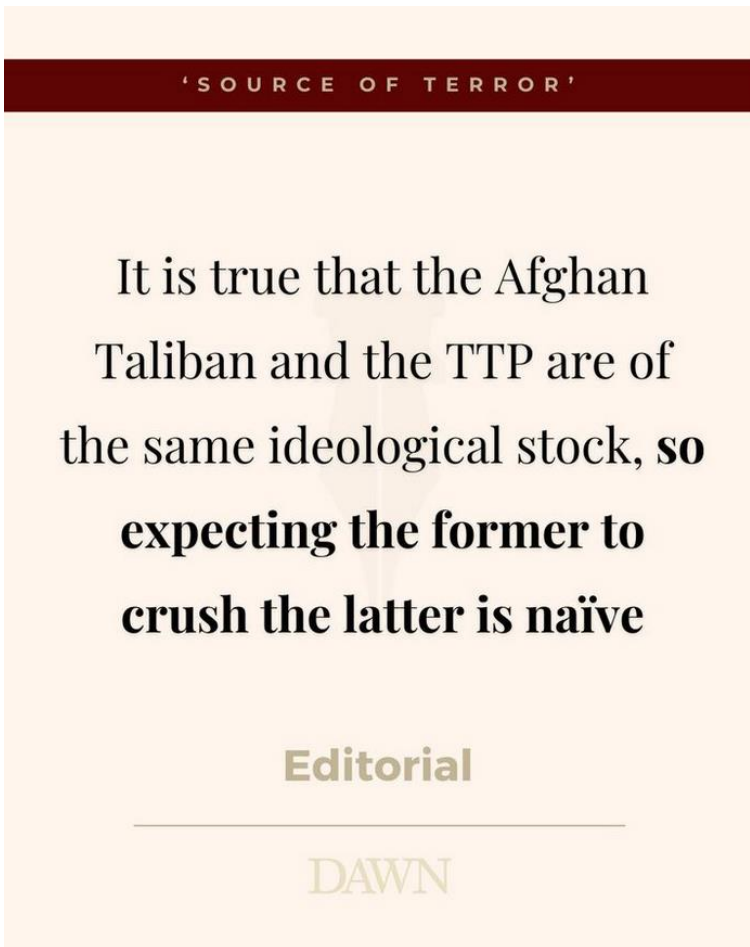 ‘SOURCE OF TERROR’
It is true that the Afghan
Taliban and the TTP are of
the same ideological stock, so
expecting the former to
crush the latter is naïve
Editorial
DAWN